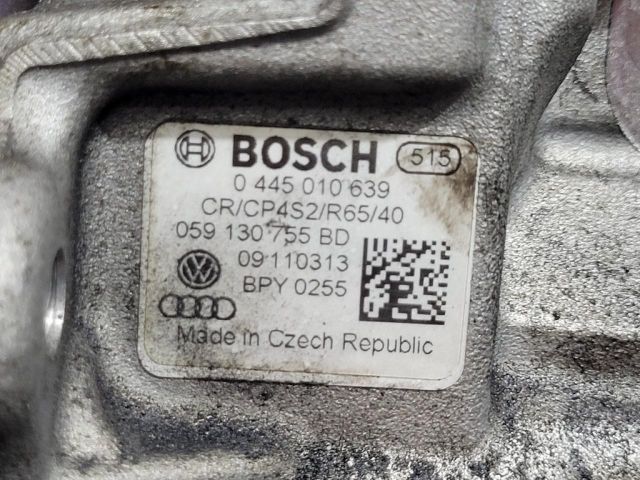 BOSCH 515
0 445 010 639
CR/CP4S2/R65/40
059 130 755 BD
09110313
BPY 0255
Made in Czech Republic